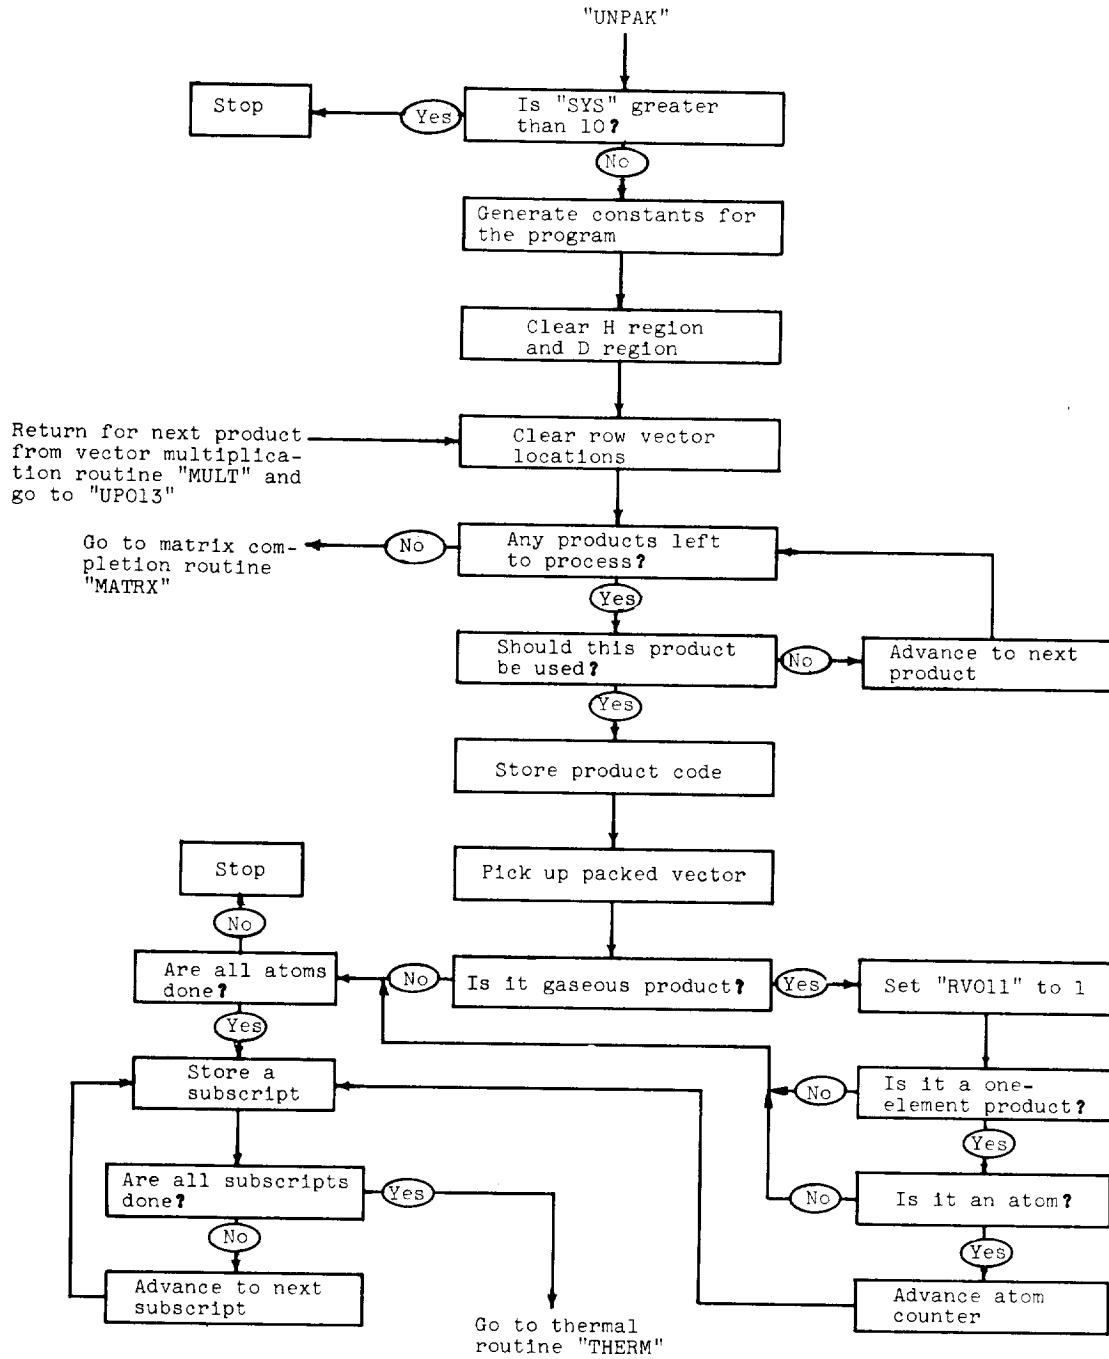 "UNPAK"
Is "SYS" greater
than 10?
Yes
Stop
No
Generate constants for
the program
Clear H region
and D region
Return for next product
from vector multiplica-
tion routine "MULT" and
go to "UP013"
Clear row vector
locations
Any products left
to process?
No
Go to matrix com-
pletion routine
"MATRX"
Yes
Should this product
be used?
No
Advance to next
product
Yes
Store product code
Pick up packed vector
Stop
No
Are all atoms
done?
No
Is it gaseous product?
Yes
Set "RV011" to 1
Yes
Store a
subscript
No
Is it a one-
element product?
Yes
Are all subscripts
done?
Yes
No
Is it an atom?
No
Yes
Advance to next
subscript
Advance atom
counter
Go to thermal
routine "THERM"